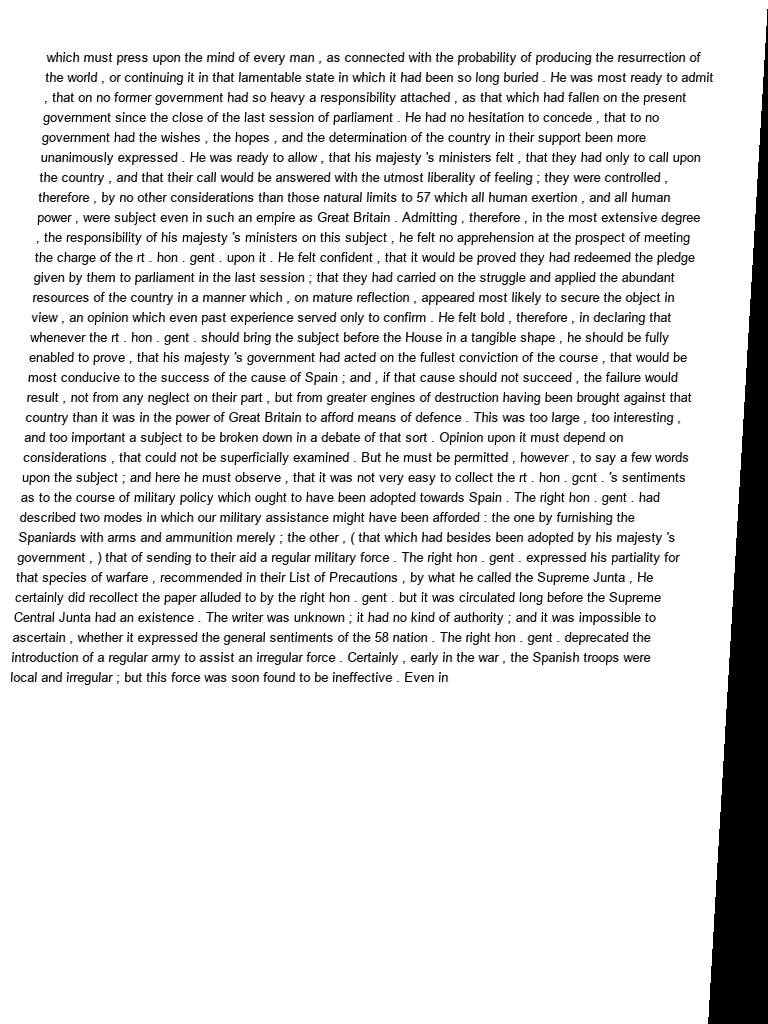 which must press upon the mind of every man , as connected with the probability of producing the resurrection of
the world , or continuing it in that lamentable state in which it had been so long buried . He was most ready to admit
, that on no former government had so heavy a responsibility attached , as that which had fallen on the present
government since the close of the last session of parliament . He had no hesitation to concede , that to no
government had the wishes , the hopes , and the determination of the country in their support been more
unanimously expressed . He was ready to allow , that his majesty 's ministers felt , that they had only to call upon
the country , and that their call would be answered with the utmost liberality of feeling ; they were controlled ,
therefore , by no other considerations than those natural limits to 57 which all human exertion , and all human
power , were subject even in such an empire as Great Britain . Admitting , therefore , in the most extensive degree
, the responsibility of his majesty 's ministers on this subject , he felt no apprehension at the prospect of meeting
the charge of the rt . hon . gent . upon it . He felt confident , that it would be proved they had redeemed the pledge
given by them to parliament in the last session ; that they had carried on the struggle and applied the abundant
resources of the country in a manner which , on mature reflection , appeared most likely to secure the object in
view , an opinion which even past experience served only to confirm . He felt bold , therefore , in declaring that
whenever the rt . hon . gent . should bring the subject before the House in a tangible shape , he should be fully
enabled to prove , that his majesty 's government had acted on the fullest conviction of the course , that would be
most conducive to the success of the cause of Spain ; and , if that cause should not succeed , the failure would
result , not from any neglect on their part , but from greater engines of destruction having been brought against that
country than it was in the power of Great Britain to afford means of defence . This was too large , too interesting ,
and too important a subject to be broken down in a debate of that sort . Opinion upon it must depend on
considerations , that could not be superficially examined . But he must be permitted , however , to say a few words
upon the subject ; and here he must observe , that it was not very easy to collect the rt . hon . gcnt . 's sentiments
as to the course of military policy which ought to have been adopted towards Spain . The right hon . gent . had
described two modes in which our military assistance might have been afforded : the one by furnishing the
Spaniards with arms and ammunition merely ; the other , ( that which had besides been adopted by his majesty 's
government , ) that of sending to their aid a regular military force . The right hon . gent . expressed his partiality for
that species of warfare , recommended in their List of Precautions , by what he called the Supreme Junta , He
certainly did recollect the paper alluded to by the right hon . gent . but it was circulated long before the Supreme
Central Junta had an existence . The writer was unknown ; it had no kind of authority ; and it was impossible to
ascertain , whether it expressed the general sentiments of the 58 nation . The right hon . gent . deprecated the
introduction of a regular army to assist an irregular force . Certainly , early in the war , the Spanish troops were
local and irregular ; but this force was soon found to be ineffective . Even in